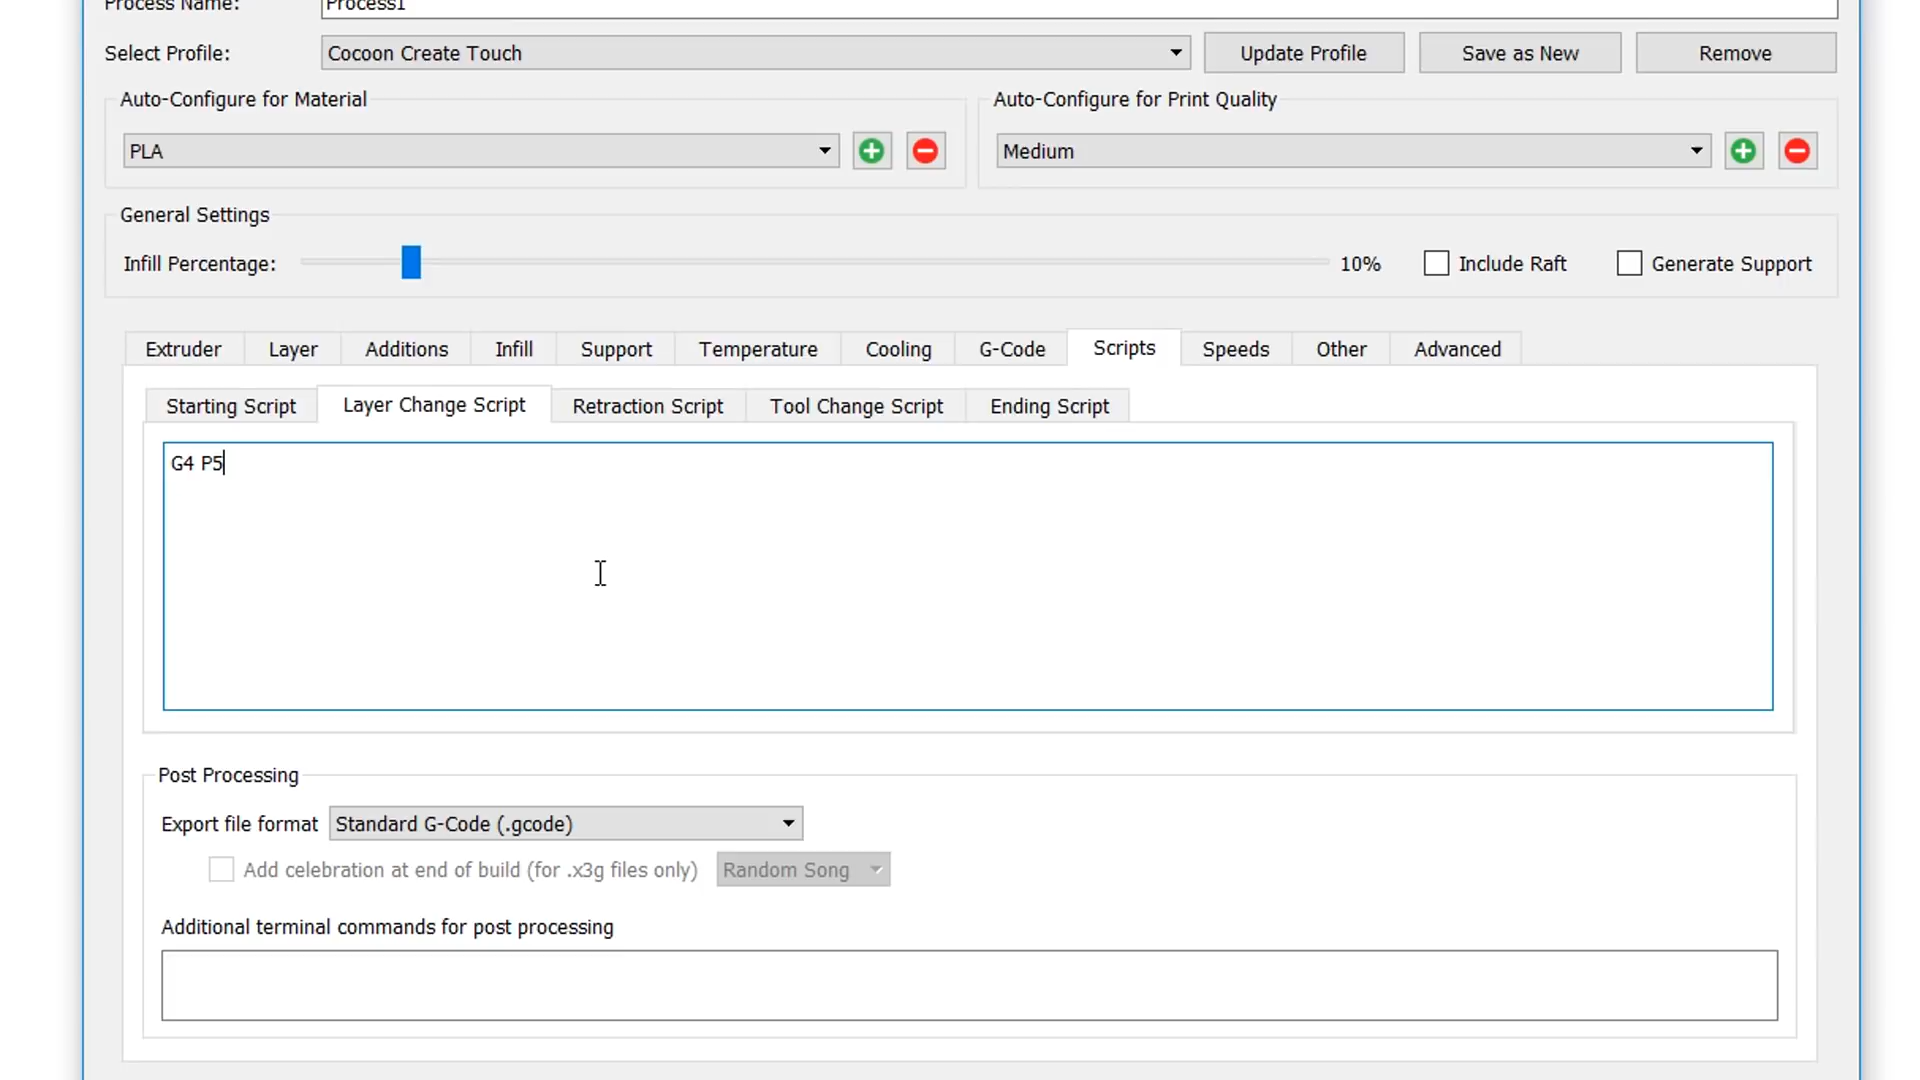 Process Name: Process1
Select Profile: Cocoon Create Touch Update Profile Save as New Remove
Auto-Configure for Material Auto-Configure for Print Quality
PLA Medium
General Settings
Infill Percentage: 10% Include Raft Generate Support
Extruder Layer Additions Infill Support Temperature Cooling G-Code Scripts Speeds Other Advanced
Starting Script Layer Change Script Retraction Script Tool Change Script Ending Script
G4 P5
Post Processing
Export file format Standard G-Code (.gcode)
Add celebration at end of build (for .x3g files only) Random Song
Additional terminal commands for post processing